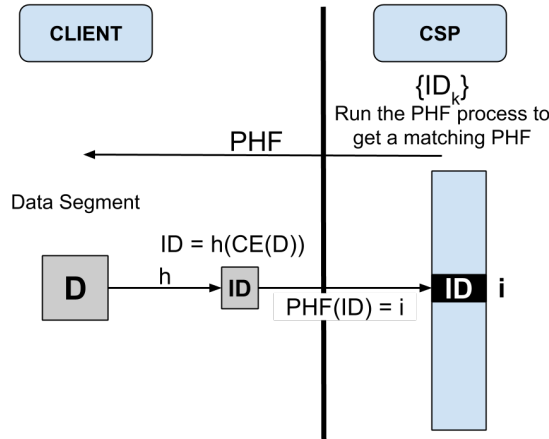 CLIENT
CSP
{ID_k}
Run the PHF process to
get a matching PHF
PHF
Data Segment
ID = h(CE(D))
h
D
ID
ID
i
PHF(ID) = i